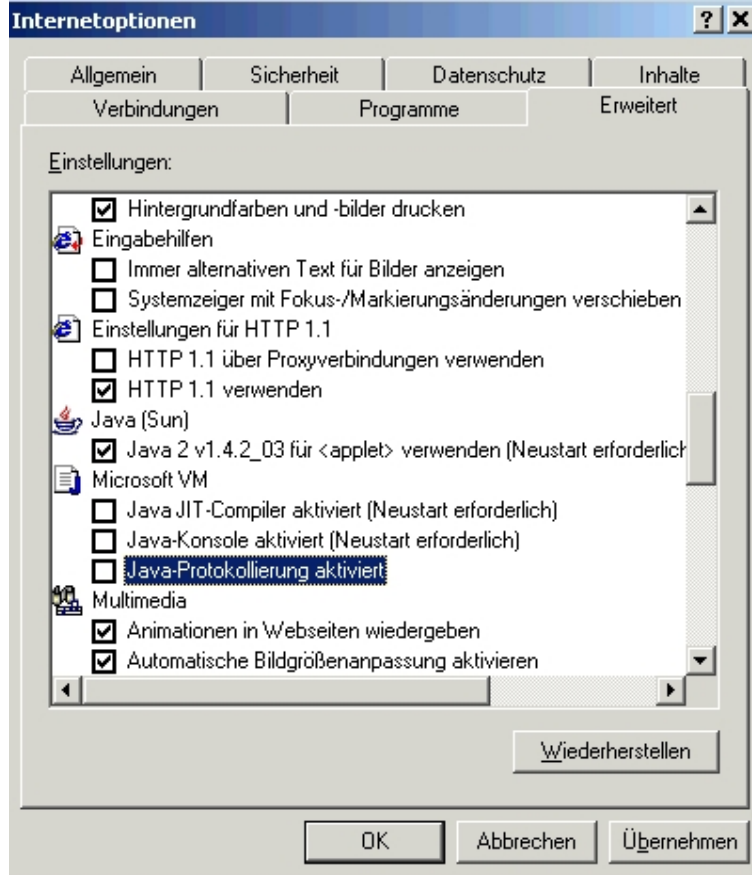 Internetoptionen
Allgemein Sicherheit Datenschutz Inhalte
Verbindungen Programme Erweitert
Einstellungen:
Hintergrundfarben und -bilder drucken
Eingabehilfen
Immer alternativen Text für Bilder anzeigen
Systemzeiger mit Fokus-/Markierungsänderungen verschieben
Einstellungen für HTTP 1.1
HTTP 1.1 über Proxyverbindungen verwenden
HTTP 1.1 verwenden
Java (Sun)
Java 2 v1.4.2_03 für <applet> verwenden (Neustart erforderlich
Microsoft VM
Java JIT-Compiler aktiviert (Neustart erforderlich)
Java-Konsole aktiviert (Neustart erforderlich)
Java-Protokollierung aktiviert
Multimedia
Animationen in Webseiten wiedergeben
Automatische Bildgrößenanpassung aktivieren
Wiederherstellen
OK Abbrechen Übernehmen